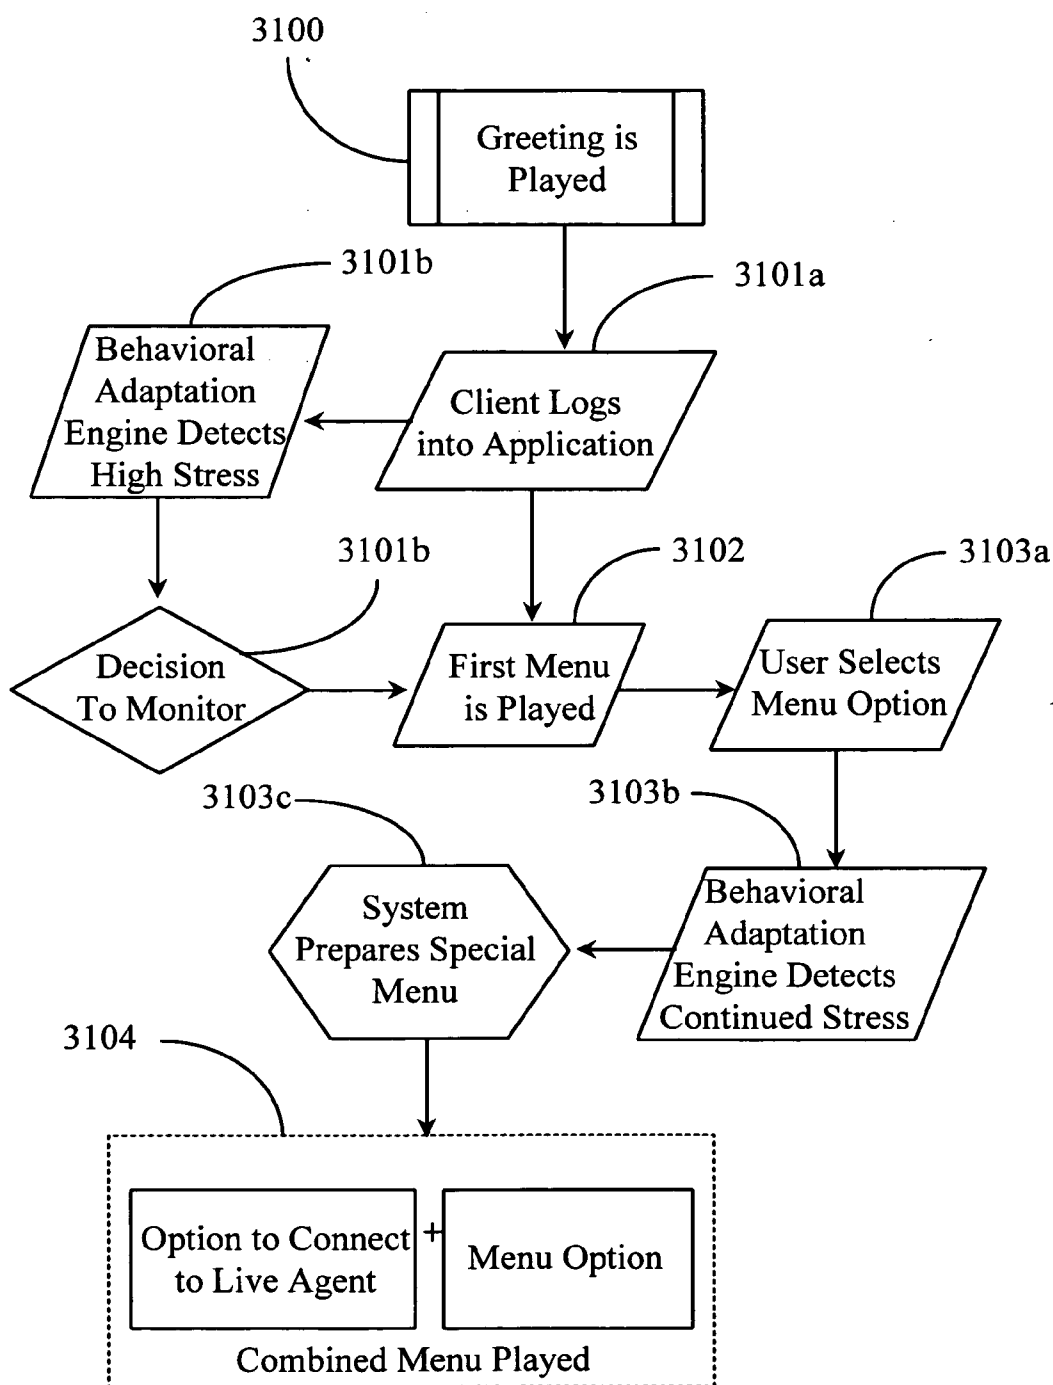 3100
Greeting is
Played
3101b
3101a
Behavioral
Adaptation
Engine Detects
High Stress
Client Logs
into Application
3101b
3102
3103a
Decision
To Monitor
First Menu
is Played
User Selects
Menu Option
3103c
3103b
System
Prepares Special
Menu
Behavioral
Adaptation
Engine Detects
Continued Stress
3104
Option to Connect
to Live Agent
+
Menu Option
Combined Menu Played